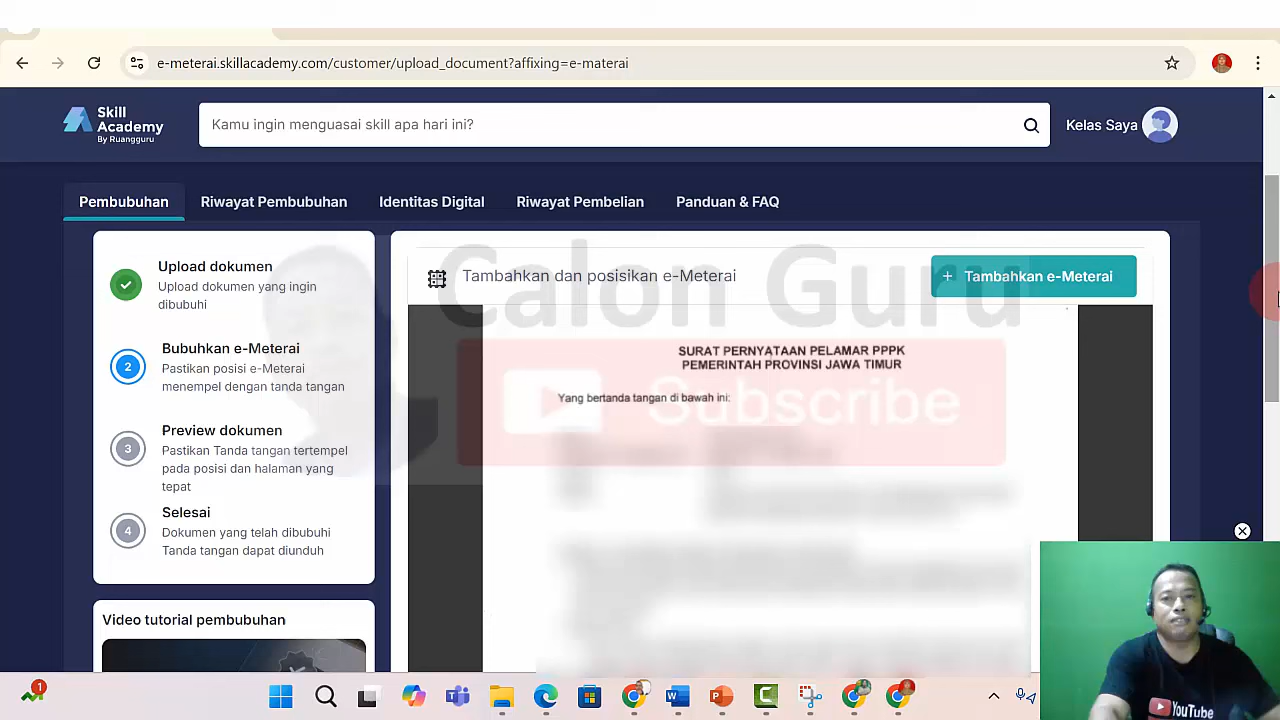 e-meterai.skillacademy.com/customer/upload_document?affixing=e-materai
Skill
Academy
By Ruangguru
Kamu ingin menguasai skill apa hari ini?
Kelas Saya
Pembubuhan
Riwayat Pembubuhan
Identitas Digital
Riwayat Pembelian
Panduan & FAQ
Upload dokumen
Upload dokumen yang ingin
dibubuhi
2
Bubuhkan e-Meterai
Pastikan posisi e-Meterai
menempel dengan tanda tangan
3
Preview dokumen
Pastikan Tanda tangan tertempel
pada posisi dan halaman yang
tepat
4
Selesai
Dokumen yang telah dibubuhi
Tanda tangan dapat diunduh
Video tutorial pembubuhan
Tambahkan dan posisikan e-Meterai
+ Tambahkan e-Meterai
Calon Guru
Subscribe
SURAT PERNYATAAN PELAMAR PPPK
PEMERINTAH PROVINSI JAWA TIMUR
Yang bertanda tangan di bawah ini:
YouTube
1